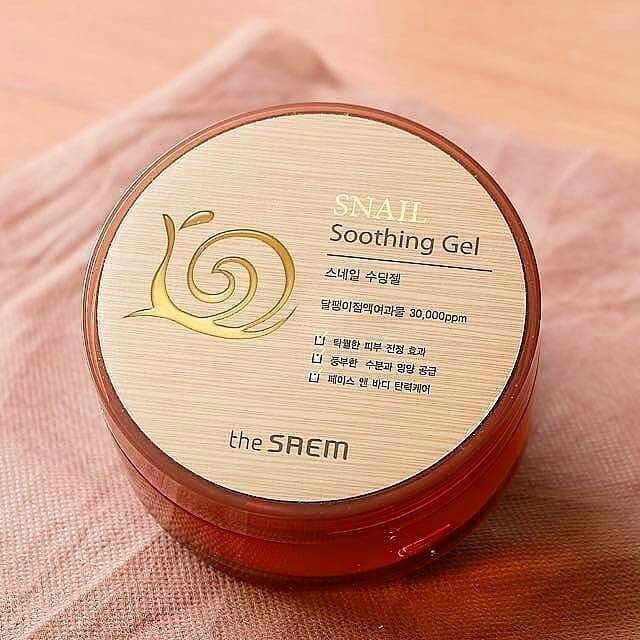 SNAIL
Soothing Gel
스네일 수딩젤
달팽이점액여과물 30,000ppm
탁월한 피부 진정 효과
풍부한 수분과 영양 공급
페이스 앤 바디 탄력케어
the SAEM